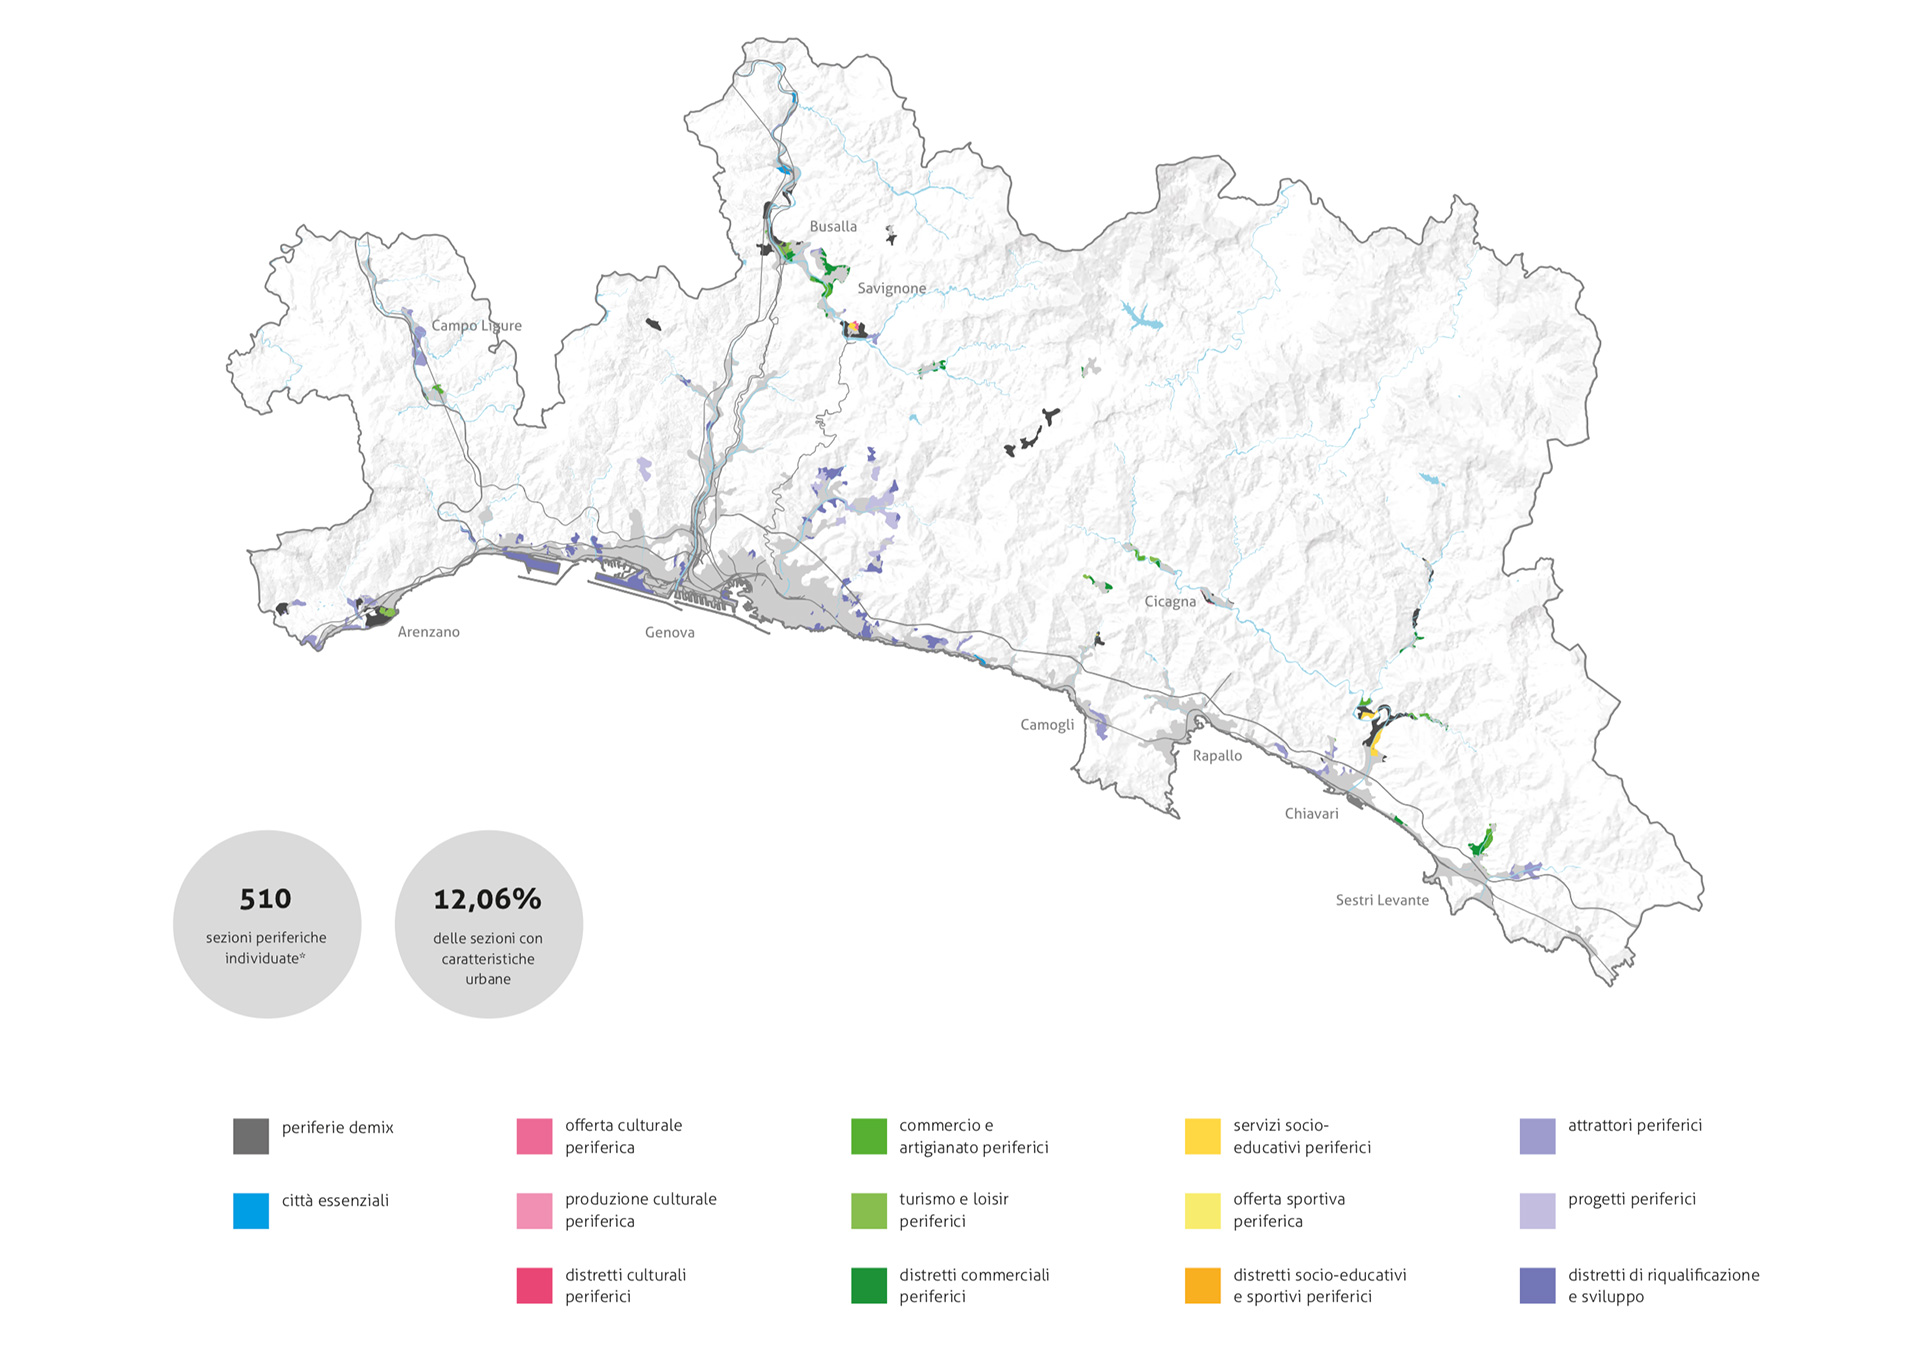 Busalla
Savignone
Campo Ligure
Cicagna
Arenzano
Genova
Camogli
Rapallo
Chiavari
Sestri Levante
510
sezioni periferiche
individuate*
12,06%
delle sezioni con
caratteristiche
urbane
periferie demix
città essenziali
offerta culturale
periferica
produzione culturale
periferica
distretti culturali
periferici
commercio e
artigianato periferici
turismo e loisir
periferici
distretti commerciali
periferici
servizi socio-
educativi periferici
offerta sportiva
periferica
distretti socio-educativi
e sportivi periferici
attrattori periferici
progetti periferici
distretti di riqualificazione
e sviluppo